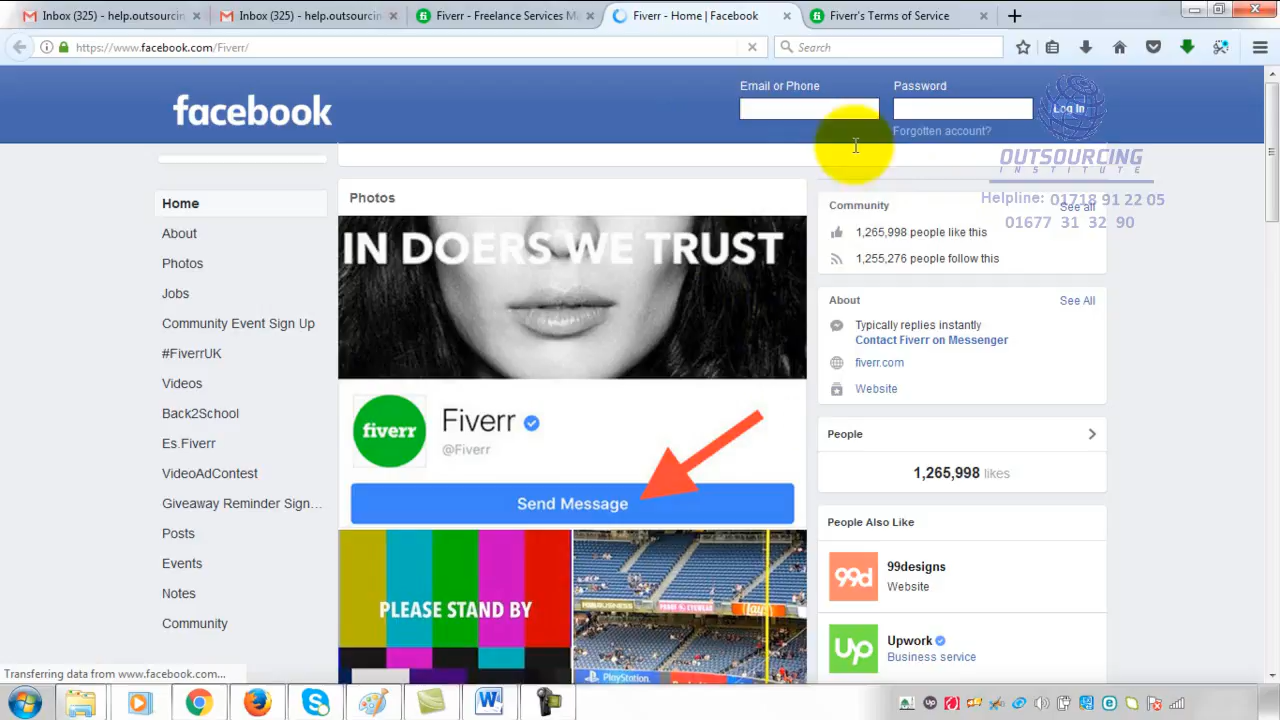 Inbox (325) - help.outsourcin
Inbox (325) - help.outsourcin
Fiverr - Freelance Services Ma
Fiverr - Home | Facebook
Fiverr's Terms of Service
https://www.facebook.com/Fiverr/
Search
facebook
Email or Phone
Password
Log In
Forgotten account?
OUTSOURCING
INSTITUTE
Helpline: 01718 91 22 05
01677 31 32 90
Home
About
Photos
Jobs
Community Event Sign Up
#FiverrUK
Videos
Back2School
Es.Fiverr
VideoAdContest
Giveaway Reminder Sign...
Posts
Events
Notes
Community
Photos
IN DOERS WE TRUST
fiverr
Fiverr
@Fiverr
Send Message
PLEASE STAND BY
PlayStation
Community
See all
1,265,998 people like this
1,255,276 people follow this
About
See All
Typically replies instantly
Contact Fiverr on Messenger
fiverr.com
Website
People
1,265,998 likes
People Also Like
99d
99designs
Website
Up
Upwork
Business service
Transferring data from www.facebook.com...